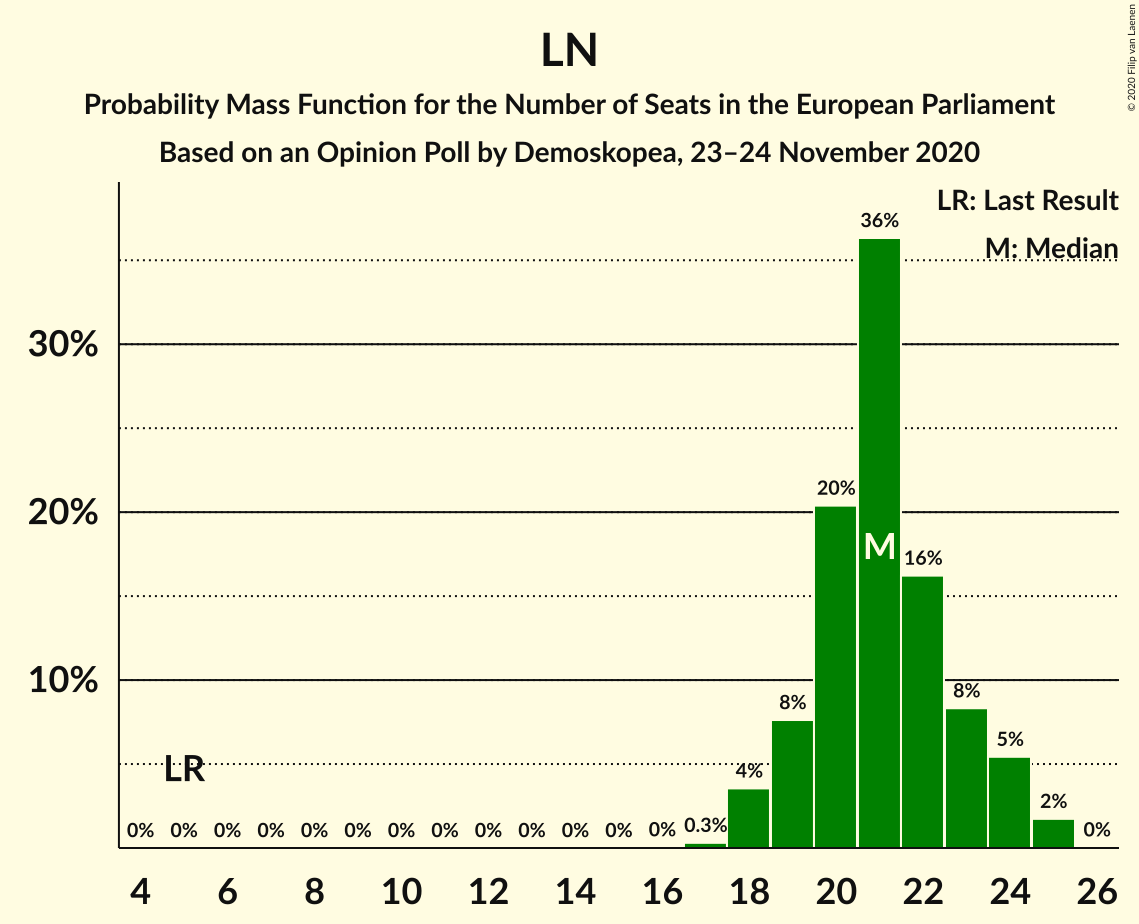 LN
Probability Mass Function for the Number of Seats in the European Parliament
Based on an Opinion Poll by Demoskopea, 23–24 November 2020
© 2020 Filip van Laenen
LR: Last Result
M: Median
30%
20%
10%
LR
M
0% 0% 0% 0% 0% 0% 0% 0% 0% 0% 0% 0% 0% 0.3% 4% 8% 20% 36% 16% 8% 5% 2% 0%
4 6 8 10 12 14 16 18 20 22 24 26